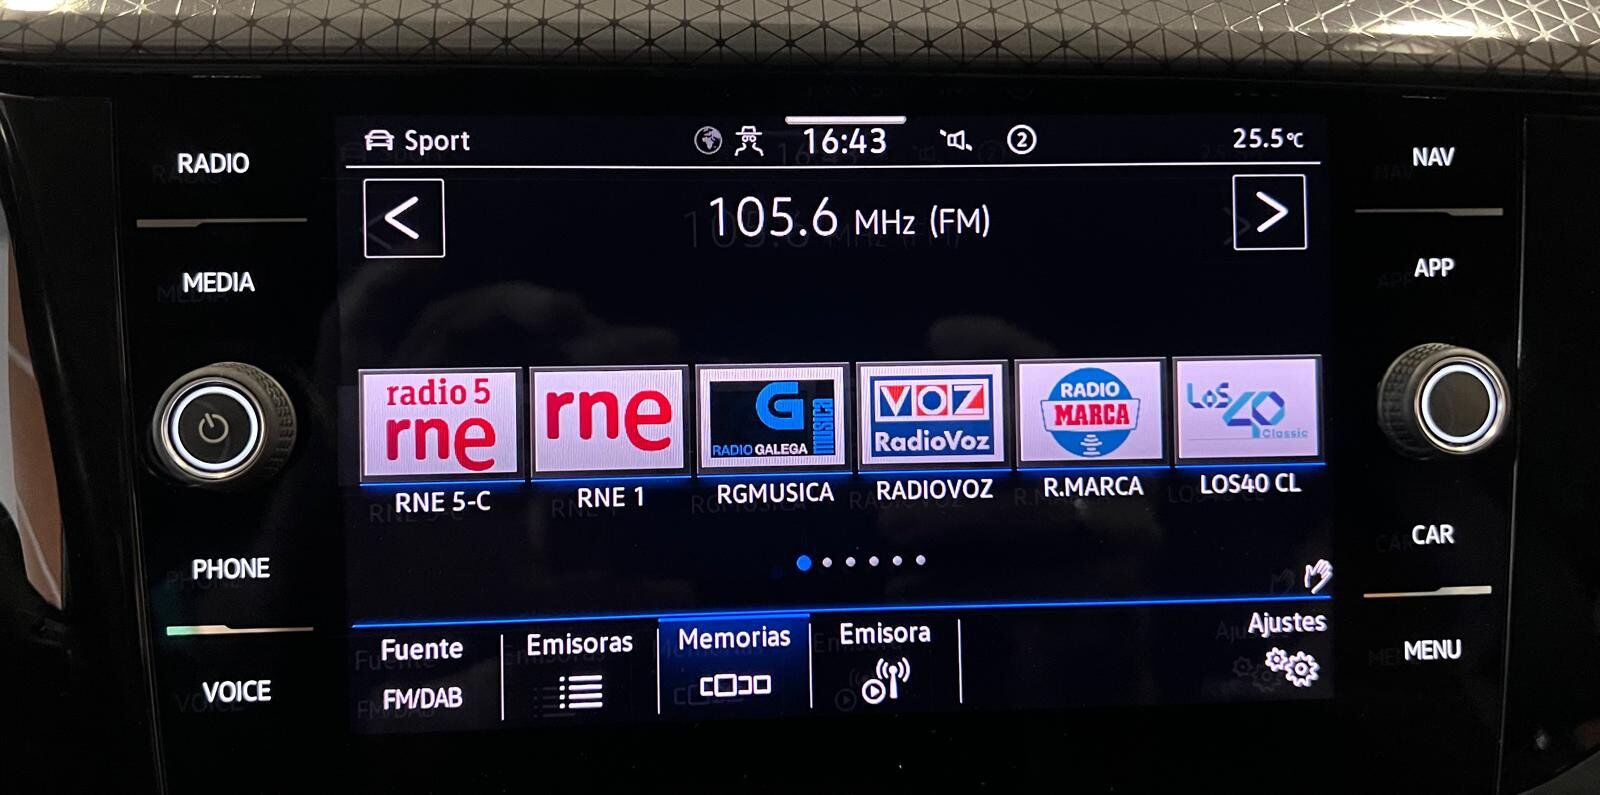 Sport
16:43
2
25.5°C
RADIO
NAV
105.6 MHz (FM)
MEDIA
APP
radio 5
rne
rne
G
RADIO GALEGA
musica
VOZ
RadioVoz
RADIO
MARCA
LOS
40
Classic
RNE 5-C
RNE 1
RGMUSICA
RADIOVOZ
R.MARCA
LOS40 CL
PHONE
CAR
Fuente
FM/DAB
Emisoras
Memorias
Emisora
Ajustes
VOICE
MENU